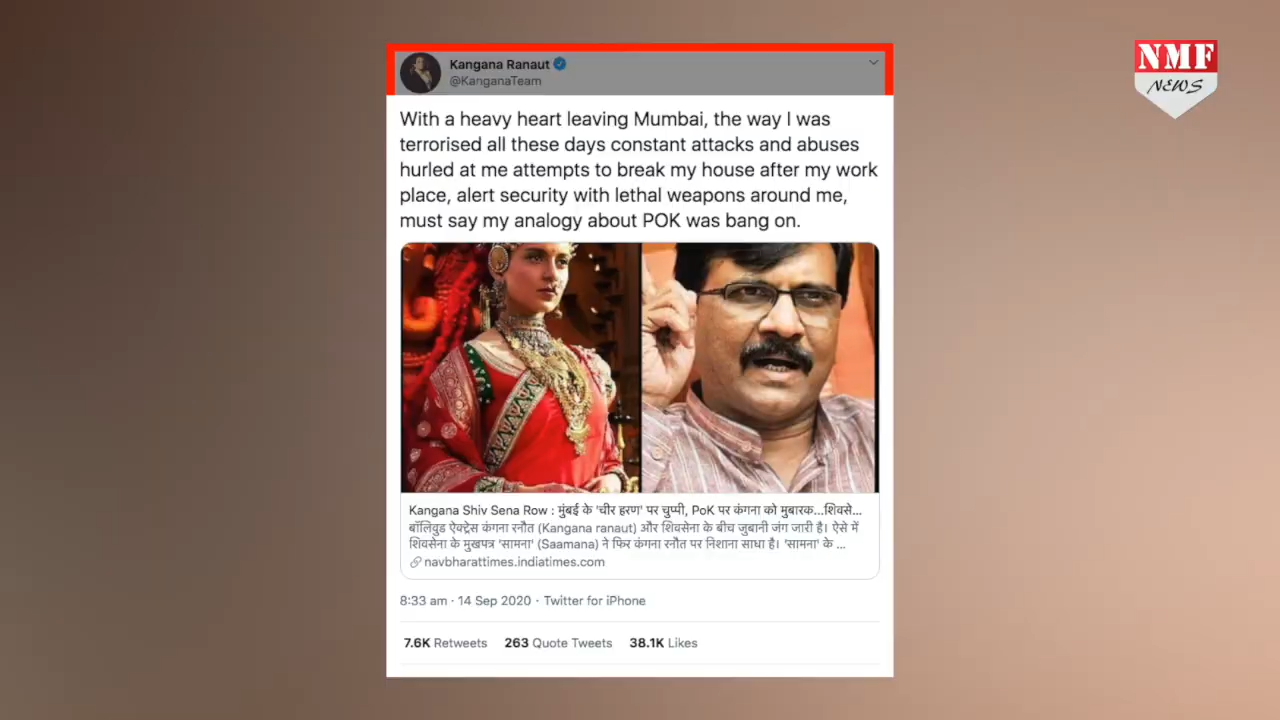 NMF
NEWS
Kangana Ranaut
@KanganaTeam
With a heavy heart leaving Mumbai, the way I was
terrorised all these days constant attacks and abuses
hurled at me attempts to break my house after my work
place, alert security with lethal weapons around me,
must say my analogy about POK was bang on.
Kangana Shiv Sena Row : मुंबई के 'चीर हरण' पर चुप्पी, PoK पर कंगना को मुबारक...शिवसे...
बॉलिवुड ऐक्ट्रेस कंगना रनौत (Kangana ranaut) और शिवसेना के बीच जुबानी जंग जारी है। ऐसे में
शिवसेना के मुखपत्र 'सामना' (Saamana) ने फिर कंगना रनौत पर निशाना साधा है। 'सामना' के ...
navbharattimes.indiatimes.com
8:33 am · 14 Sep 2020 · Twitter for iPhone
7.6K Retweets 263 Quote Tweets 38.1K Likes